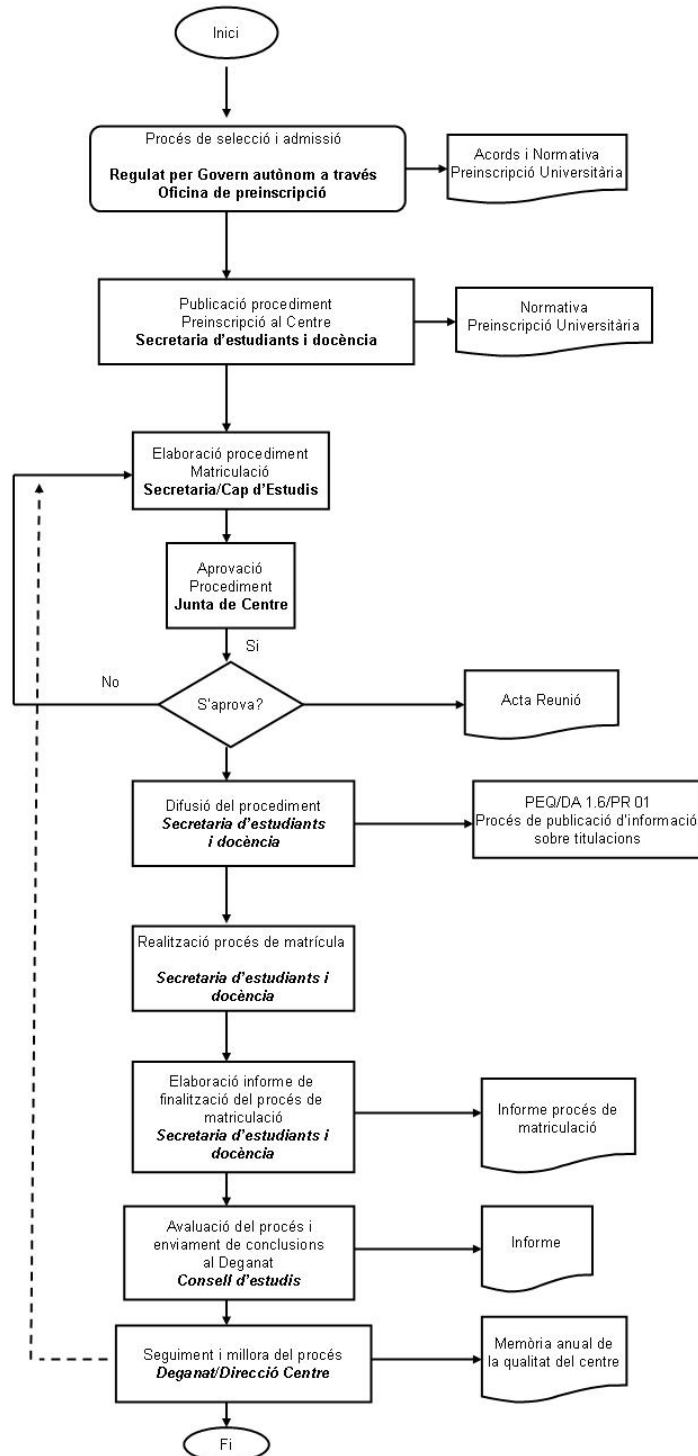 Inici
Procés de selecció i admissió
Regulat per Govern autònom a través
Oficina de preinscripció
Acords i Normativa
Preinscripció Universitària
Publicació procediment
Preinscripció al Centre
Secretaria d'estudiants i docència
Normativa
Preinscripció Universitària
Elaboració procediment
Matriculació
Secretaria/Cap d'Estudis
Aprovació
Procediment
Junta de Centre
Si
No
S'aprova?
Acta Reunió
Difusió del procediment
Secretaria d'estudiants
i docència
PEQ/DA 1.6/PR 01
Procés de publicació d'informació
sobre titulacions
Realització procés de matrícula
Secretaria d'estudiants i
docència
Elaboració informe de
finalització del procés de
matriculació
Secretaria d'estudiants i
docència
Informe procés de
matriculació
Avaluació del procés i
enviament de conclusions
al Deganat
Consell d'estudis
Informe
Seguiment i millora del procés
Deganat/Direcció Centre
Memòria anual de
la qualitat del centre
Fi